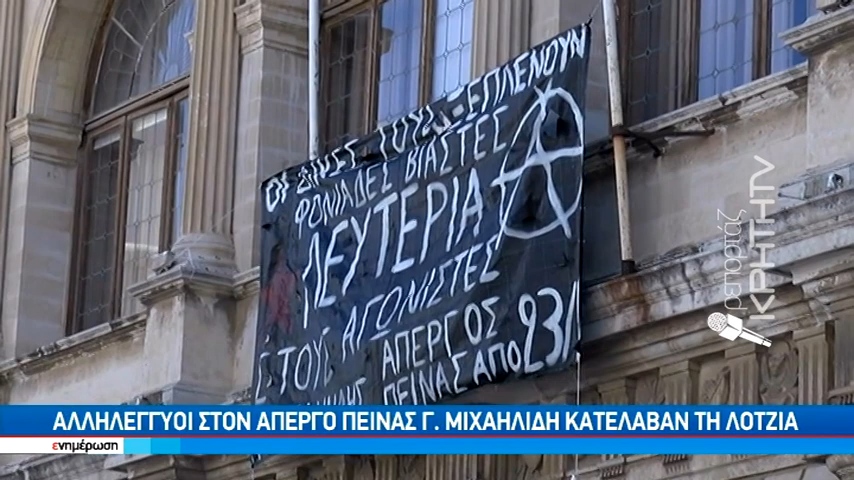 ΟΙ ΔΙΚΕΣ ΤΟΥΣ ΞΕΠΛΕΝΟΥΝ
ΦΟΝΙΑΔΕΣ ΒΙΑΣΤΕΣ
ΛΕΥΤΕΡΙΑ
ΣΤΟΥΣ ΑΓΩΝΙΣΤΕΣ
ΑΠΕΡΓΟΣ
ΠΕΙΝΑΣ ΑΠΟ 23/
ρεπορτάζ
ΚΡΗΤΗ TV
ΑΛΛΗΛΕΓΓΥΟΙ ΣΤΟΝ ΑΠΕΡΓΟ ΠΕΙΝΑΣ Γ. ΜΙΧΑΗΛΙΔΗ ΚΑΤΕΛΑΒΑΝ ΤΗ ΛΟΤΖΙΑ
ενημέρωση